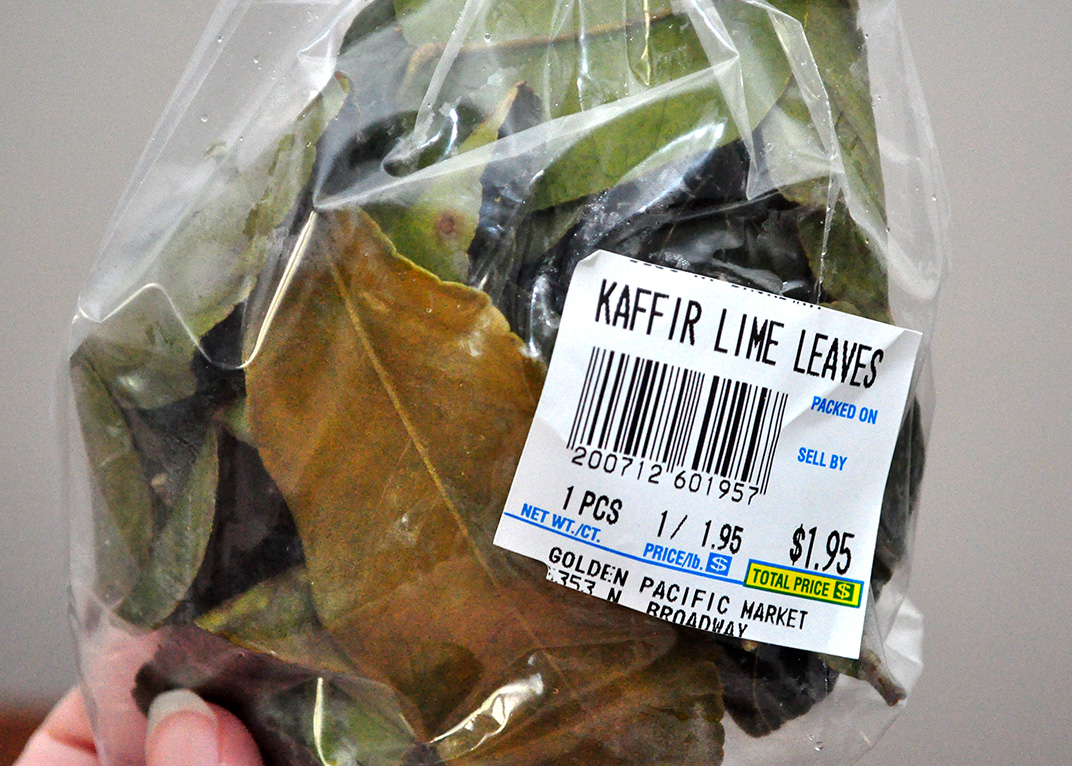 KAFFIR LIME LEAVES
PACKED ON
SELL BY
200712 601957
1 PCS 1/ 1.95 $1.95
NET WT./CT. PRICE/lb. $ TOTAL PRICE $
GOLDEN PACIFIC MARKET
353 N. BROADWAY